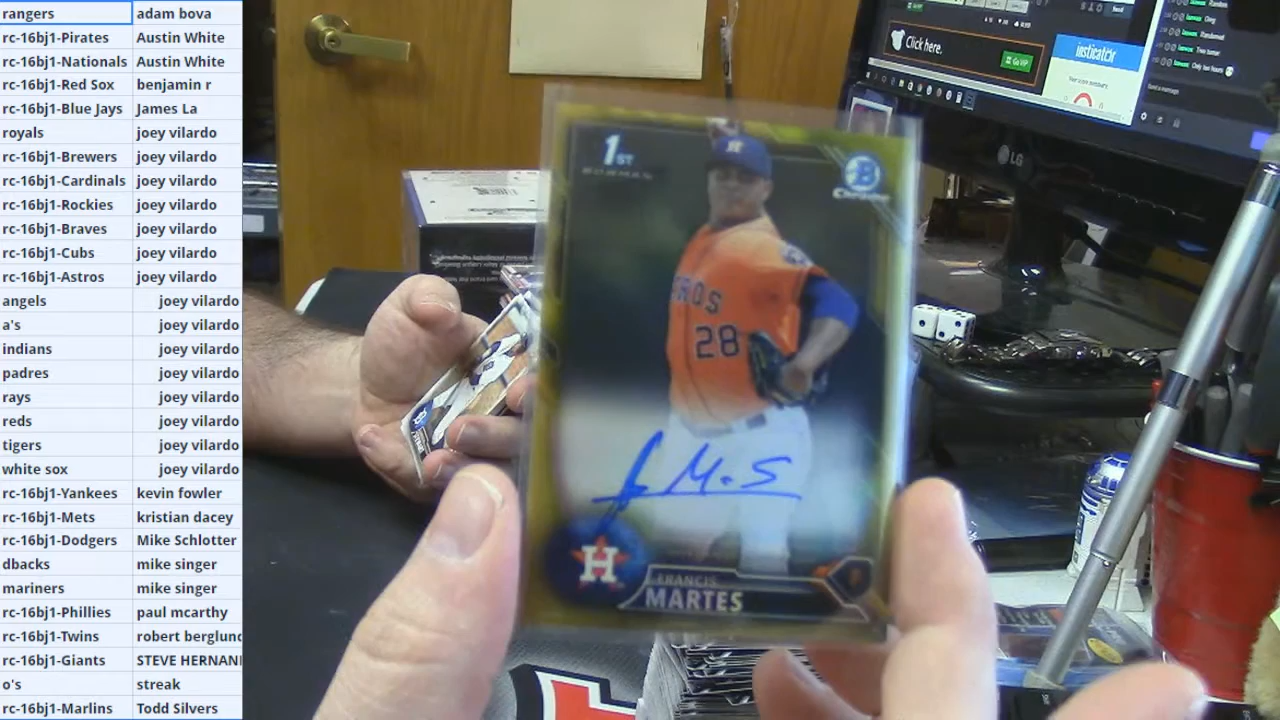 rangers adam bova
rc-16bj1-Pirates Austin White
rc-16bj1-Nationals Austin White
rc-16bj1-Red Sox benjamin r
rc-16bj1-Blue Jays James La
royals joey vilardo
rc-16bj1-Brewers joey vilardo
rc-16bj1-Cardinals joey vilardo
rc-16bj1-Rockies joey vilardo
rc-16bj1-Braves joey vilardo
rc-16bj1-Cubs joey vilardo
rc-16bj1-Astros joey vilardo
angels joey vilardo
a's joey vilardo
indians joey vilardo
padres joey vilardo
rays joey vilardo
reds joey vilardo
tigers joey vilardo
white sox joey vilardo
rc-16bj1-Yankees kevin fowler
rc-16bj1-Mets kristian dacey
rc-16bj1-Dodgers Mike Schlotter
dbacks mike singer
mariners mike singer
rc-16bj1-Phillies paul mcarthy
rc-16bj1-Twins robert berglund
rc-16bj1-Giants STEVE HERNAN
o's streak
rc-16bj1-Marlins Todd Silvers
1ST
B
Chrome
H
ROS
28
H
FRANCIS
MARTES
P
Click here.
Go VIP
insticator
LG